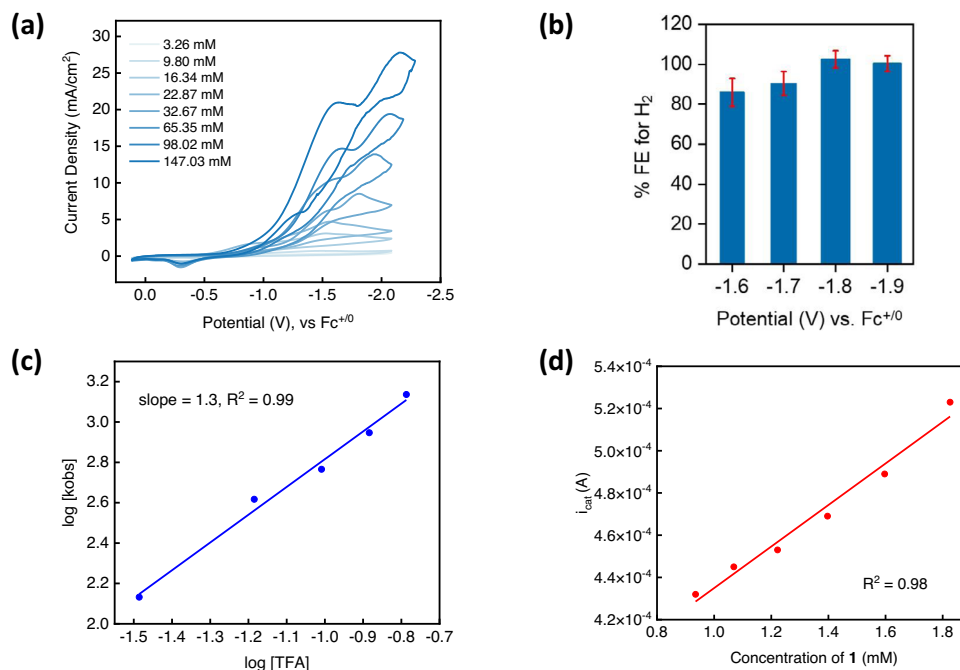 (a)
30
25
20
15
10
5
0
Current Density (mA/cm²)
3.26 mM
9.80 mM
16.34 mM
22.87 mM
32.67 mM
65.35 mM
98.02 mM
147.03 mM
0.0 -0.5 -1.0 -1.5 -2.0 -2.5
Potential (V), vs Fc⁺/⁰
(b)
120
100
80
60
40
20
0
% FE for H₂
-1.6 -1.7 -1.8 -1.9
Potential (V) vs. Fc⁺/⁰
(c)
3.2
3.0
2.8
2.6
2.4
2.2
2.0
log [kobs]
slope = 1.3, R² = 0.99
-1.5 -1.4 -1.3 -1.2 -1.1 -1.0 -0.9 -0.8 -0.7
log [TFA]
(d)
5.4×10⁻⁴
5.2×10⁻⁴
5.0×10⁻⁴
4.8×10⁻⁴
4.6×10⁻⁴
4.4×10⁻⁴
4.2×10⁻⁴
i_cat (A)
R² = 0.98
0.8 1.0 1.2 1.4 1.6 1.8
Concentration of 1 (mM)